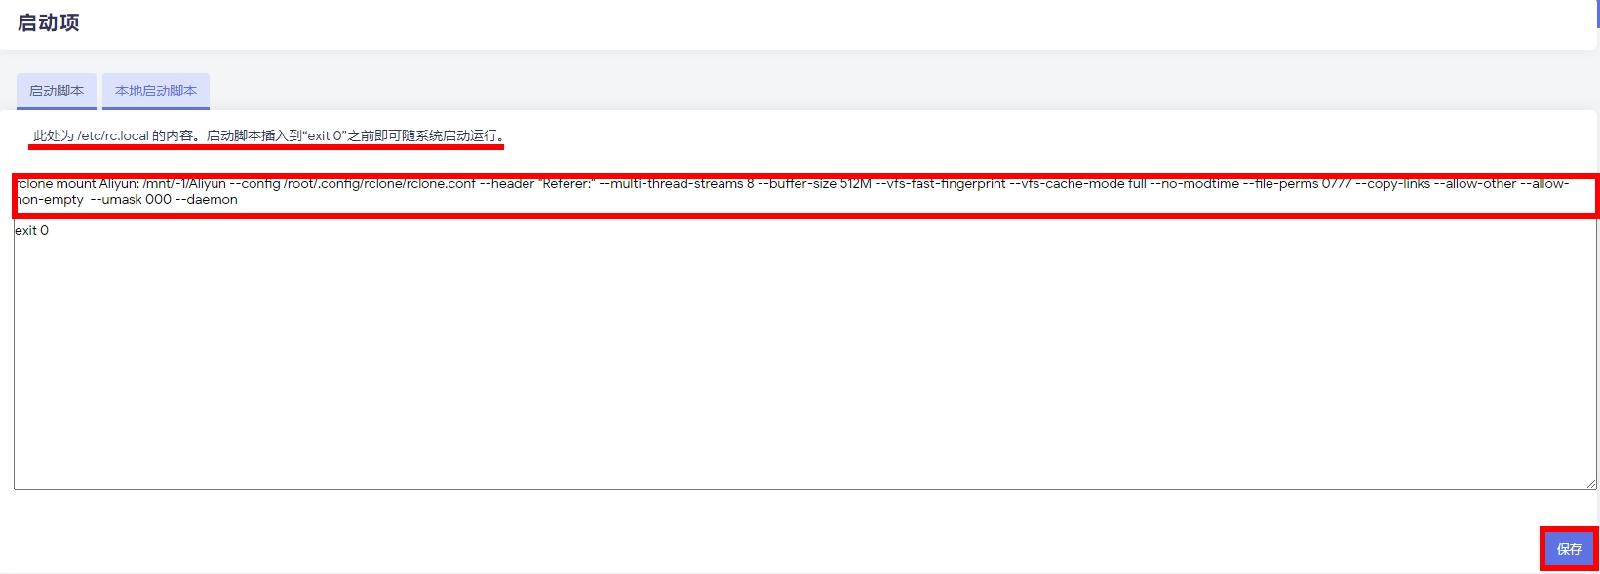 启动项
启动脚本
本地启动脚本
此处为 /etc/rc.local 的内容。启动脚本插入到“exit 0”之前即可随系统启动运行。
rclone mount Aliyun: /mnt/-1/Aliyun --config /root/.config/rclone/rclone.conf --header "Referer:" --multi-thread-streams 8 --buffer-size 512M --vfs-fast-fingerprint --vfs-cache-mode full --no-modtime --file-perms 0777 --copy-links --allow-other --allow-
non-empty  --umask 000 --daemon
exit 0
保存